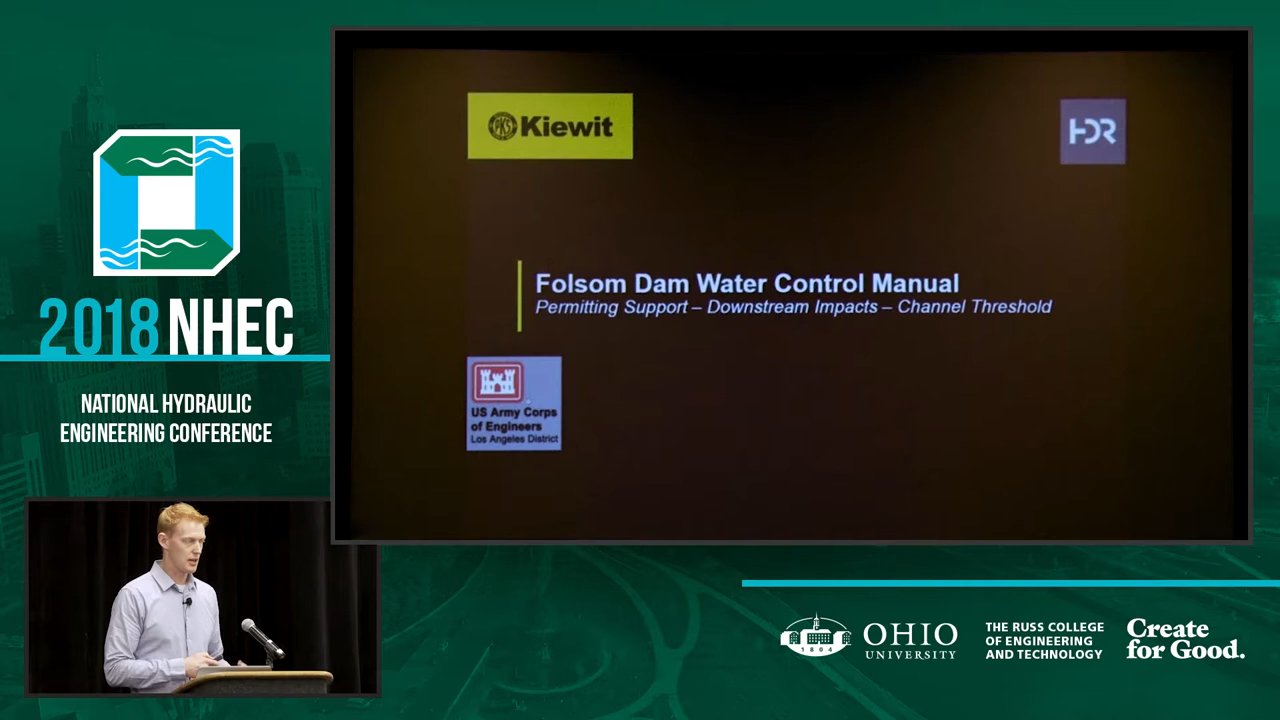 2018 NHEC
NATIONAL HYDRAULIC
ENGINEERING CONFERENCE
PKS
Kiewit
HDR
Folsom Dam Water Control Manual
Permitting Support – Downstream Impacts – Channel Threshold
US Army Corps
of Engineers
Los Angeles District
1804
OHIO
UNIVERSITY
THE RUSS COLLEGE
OF ENGINEERING
AND TECHNOLOGY
Create
for Good.